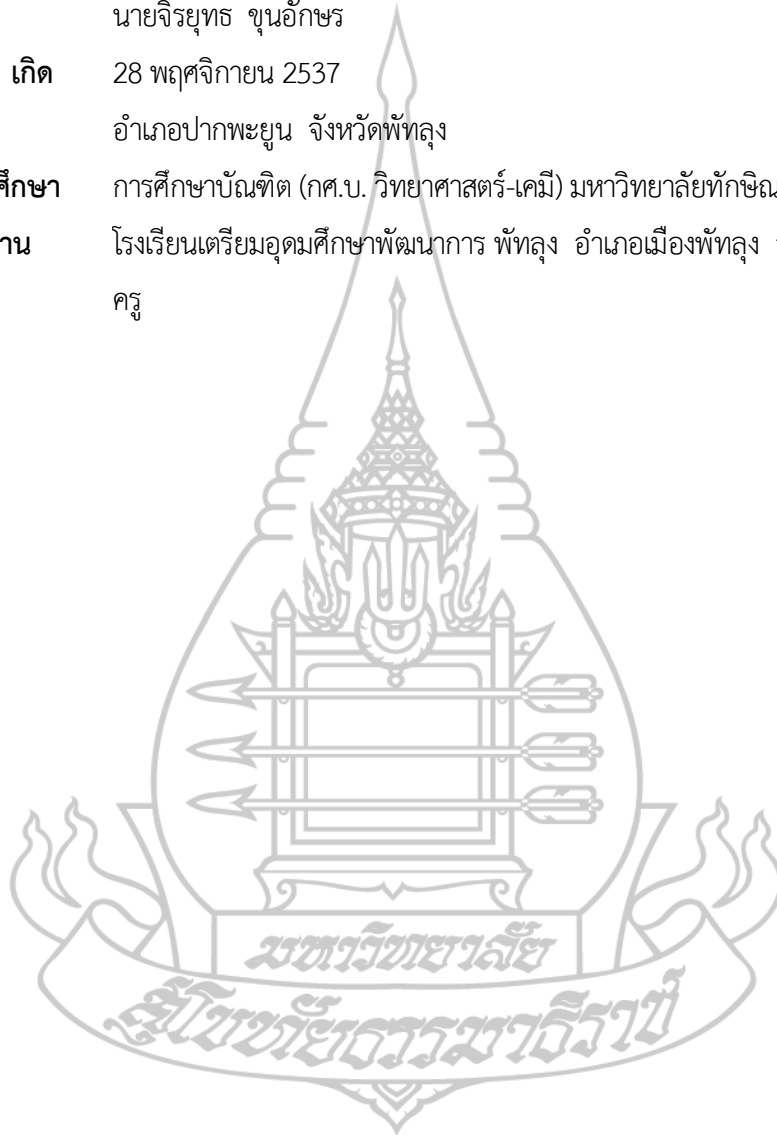 นายจิรยุทธ ขุนอักษร
เกิด 28 พฤศจิกายน 2537
อำเภอปากพะยูน จังหวัดพัทลุง
ศึกษา การศึกษาบัณฑิต (กศ.บ. วิทยาศาสตร์-เคมี) มหาวิทยาลัยทักษิณ
าน โรงเรียนเตรียมอุดมศึกษาพัฒนาการ พัทลุง อำเภอเมืองพัทลุง
ครู
มหาวิทยาลัย
สุโขทัยธรรมาธิราช